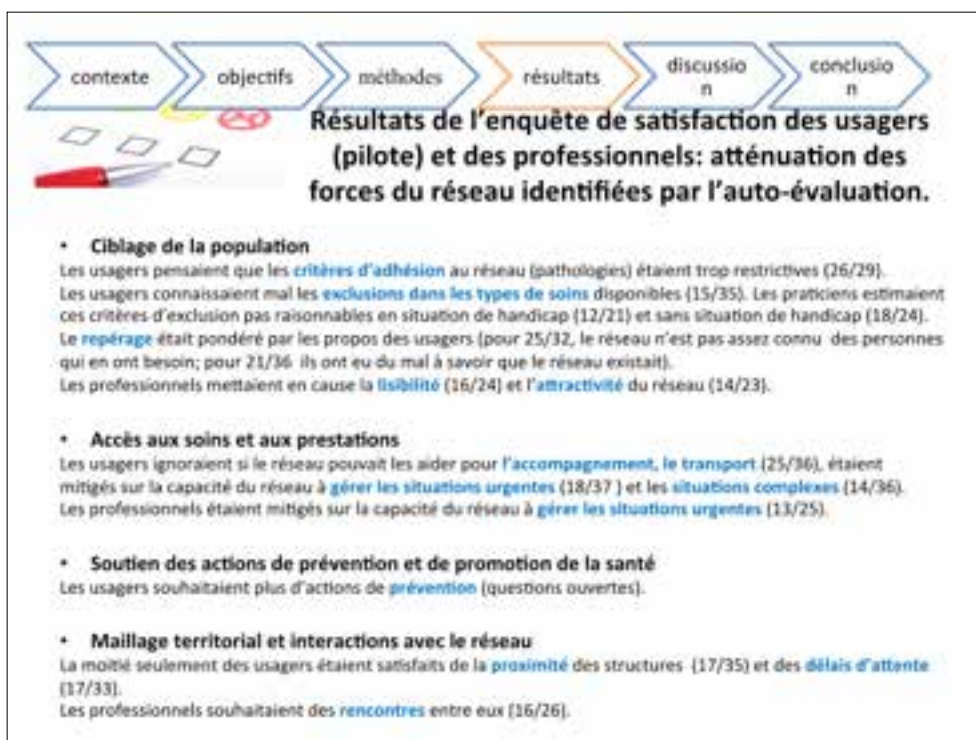 contexte
objectifs
méthodes
résultats
discussio
n
conclusio
n
Résultats de l'enquête de satisfaction des usagers
(pilote) et des professionnels: atténuation des
forces du réseau identifiées par l'auto-évaluation.
• Ciblage de la population
Les usagers pensaient que les critères d'adhésion au réseau (pathologies) étaient trop restrictives (26/29).
Les usagers connaissaient mal les exclusions dans les types de soins disponibles (15/35). Les praticiens estimaient
ces critères d'exclusion pas raisonnables en situation de handicap (12/21) et sans situation de handicap (18/24).
Le repérage était pondéré par les propos des usagers (pour 25/32, le réseau n'est pas assez connu des personnes
qui en ont besoin; pour 21/36 ils ont eu du mal à savoir que le réseau existait).
Les professionnels mettaient en cause la lisibilité (16/24) et l'attractivité du réseau (14/23).
• Accès aux soins et aux prestations
Les usagers ignoraient si le réseau pouvait les aider pour l'accompagnement, le transport (25/36), étaient
mitigés sur la capacité du réseau à gérer les situations urgentes (18/37 ) et les situations complexes (14/36).
Les professionnels étaient mitigés sur la capacité du réseau à gérer les situations urgentes (13/25).
• Soutien des actions de prévention et de promotion de la santé
Les usagers souhaitaient plus d'actions de prévention (questions ouvertes).
• Maillage territorial et interactions avec le réseau
La moitié seulement des usagers étaient satisfaits de la proximité des structures (17/35) et des délais d'attente
(17/33).
Les professionnels souhaitaient des rencontres entre eux (16/26).